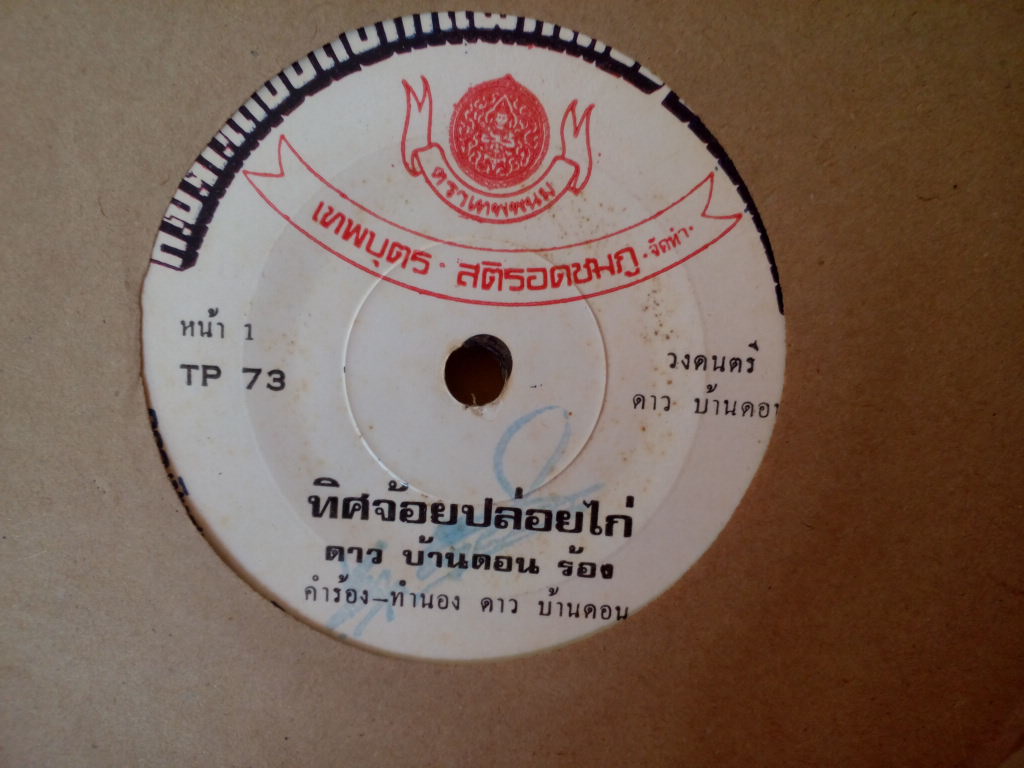 ตราเทพพนม
เทพบุตร · สติรอดชมภู · จัดทำ ·
หน้า 1
TP 73
วงดนตรี
ดาว บ้านดอน
ทิศจ้อยปล่อยไก่
ดาว บ้านดอน ร้อง
คำร้อง-ทำนอง ดาว บ้านดอน